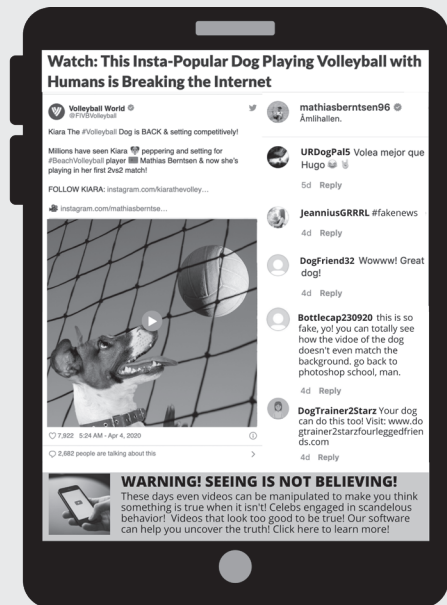 Watch: This Insta-Popular Dog Playing Volleyball with
Humans is Breaking the Internet
Volleyball World
@FIVBVolleyball
Kiara The #Volleyball Dog is BACK & setting competitively!
Millions have seen Kiara peppering and setting for
#BeachVolleyball player Mathias Berntsen & now she's
playing in her first 2vs2 match!
FOLLOW KIARA: instagram.com/kiarathevolley...
instagram.com/mathiasberntse...
7,922 5:24 AM - Apr 4, 2020
2,682 people are talking about this
mathiasberntsen96
Åmlihallen.
URDogPal5 Volea mejor que
Hugo
5d Reply
JeanniusGRRRL #fakenews
4d Reply
DogFriend32 Wowww! Great
dog!
4d Reply
Bottlecap230920 this is so
fake, yo! you can totally see
how the vidoe of the dog
doesn't even match the
background. go back to
photoshop school, man.
4d Reply
DogTrainer2Starz Your dog
can do this too! Visit: www.do
gtrainer2starzfourleggedfrien
ds.com
4d Reply
WARNING! SEEING IS NOT BELIEVING!
These days even videos can be manipulated to make you think
something is true when it isn't! Celebs engaged in scandelous
behavior! Videos that look too good to be true! Our software
can help you uncover the truth! Click here to learn more!